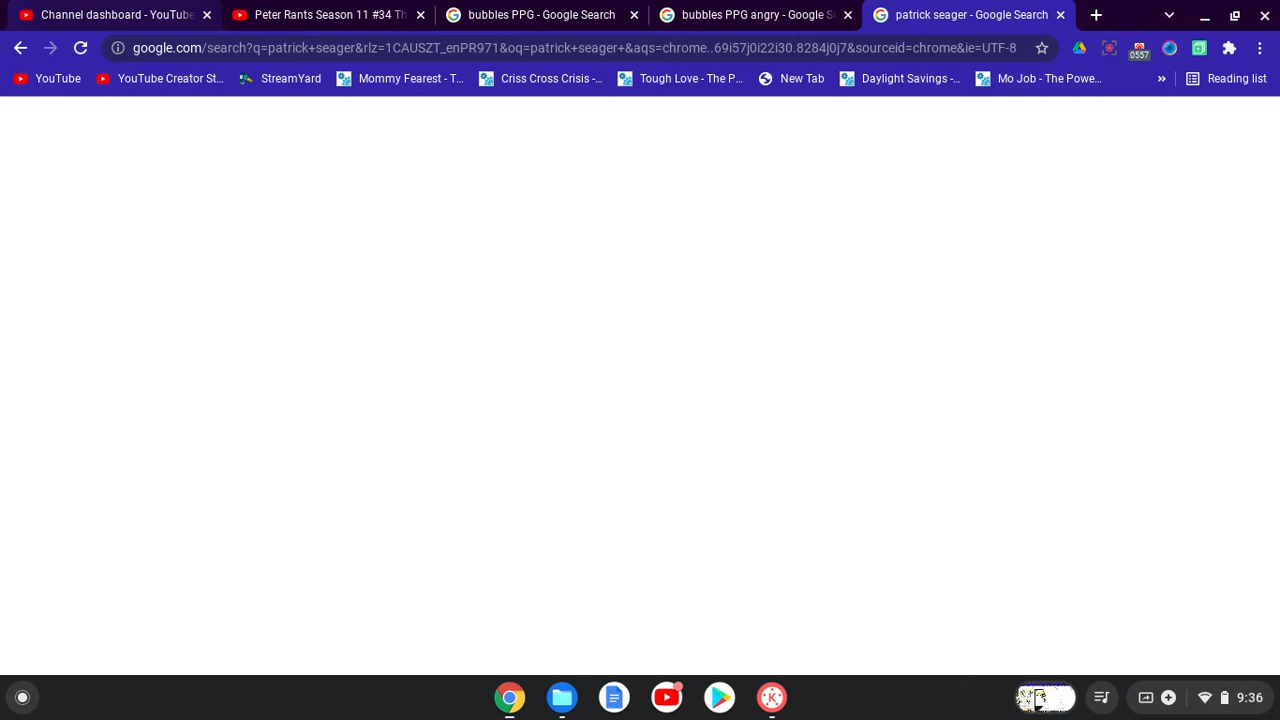 Channel dashboard - YouTube
Peter Rants Season 11 #34 Th
bubbles PPG - Google Search
bubbles PPG angry - Google S
patrick seager - Google Search
google.com/search?q=patrick+seager&rlz=1CAUSZT_enPR971&oq=patrick+seager+&aqs=chrome..69i57j0i22i30.8284j0j7&sourceid=chrome&ie=UTF-8
0557
YouTube
YouTube Creator St...
StreamYard
Mommy Fearest - T...
Criss Cross Crisis -...
Tough Love - The P...
New Tab
Daylight Savings -...
Mo Job - The Powe...
Reading list
9:36